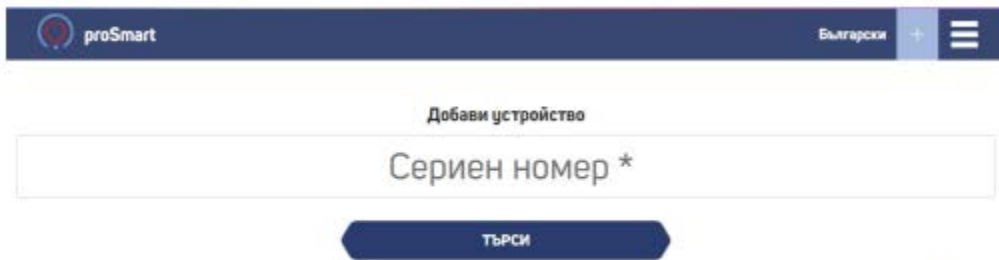 proSmart
Български +
Добави устройство
Сериен номер *
ТЪРСИ